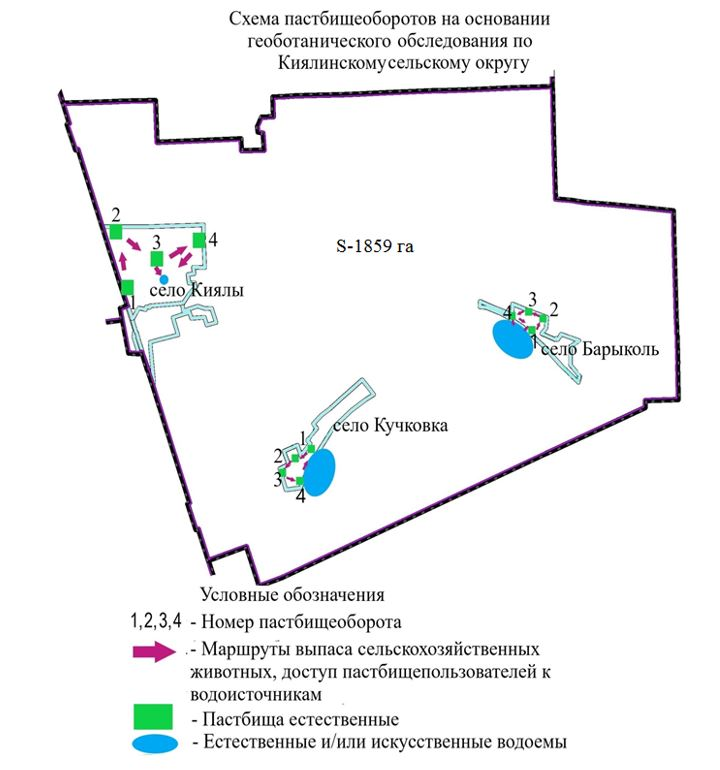 Схема пастбищеоборотов на основании
геоботанического обследования по
Киялинскомусельскому округу
2
3
4
S-1859 га
село Киялы
1
3
4
2
1
село Барыколь
село Кучковка
1
2
3
4
Условные обозначения
1,2,3,4 - Номер пастбищеоборота
- Маршруты выпаса сельскохозяйственных
животных, доступ пастбищепользователей к
водоисточникам
- Пастбища естественные
- Естественные и/или искусственные водоемы